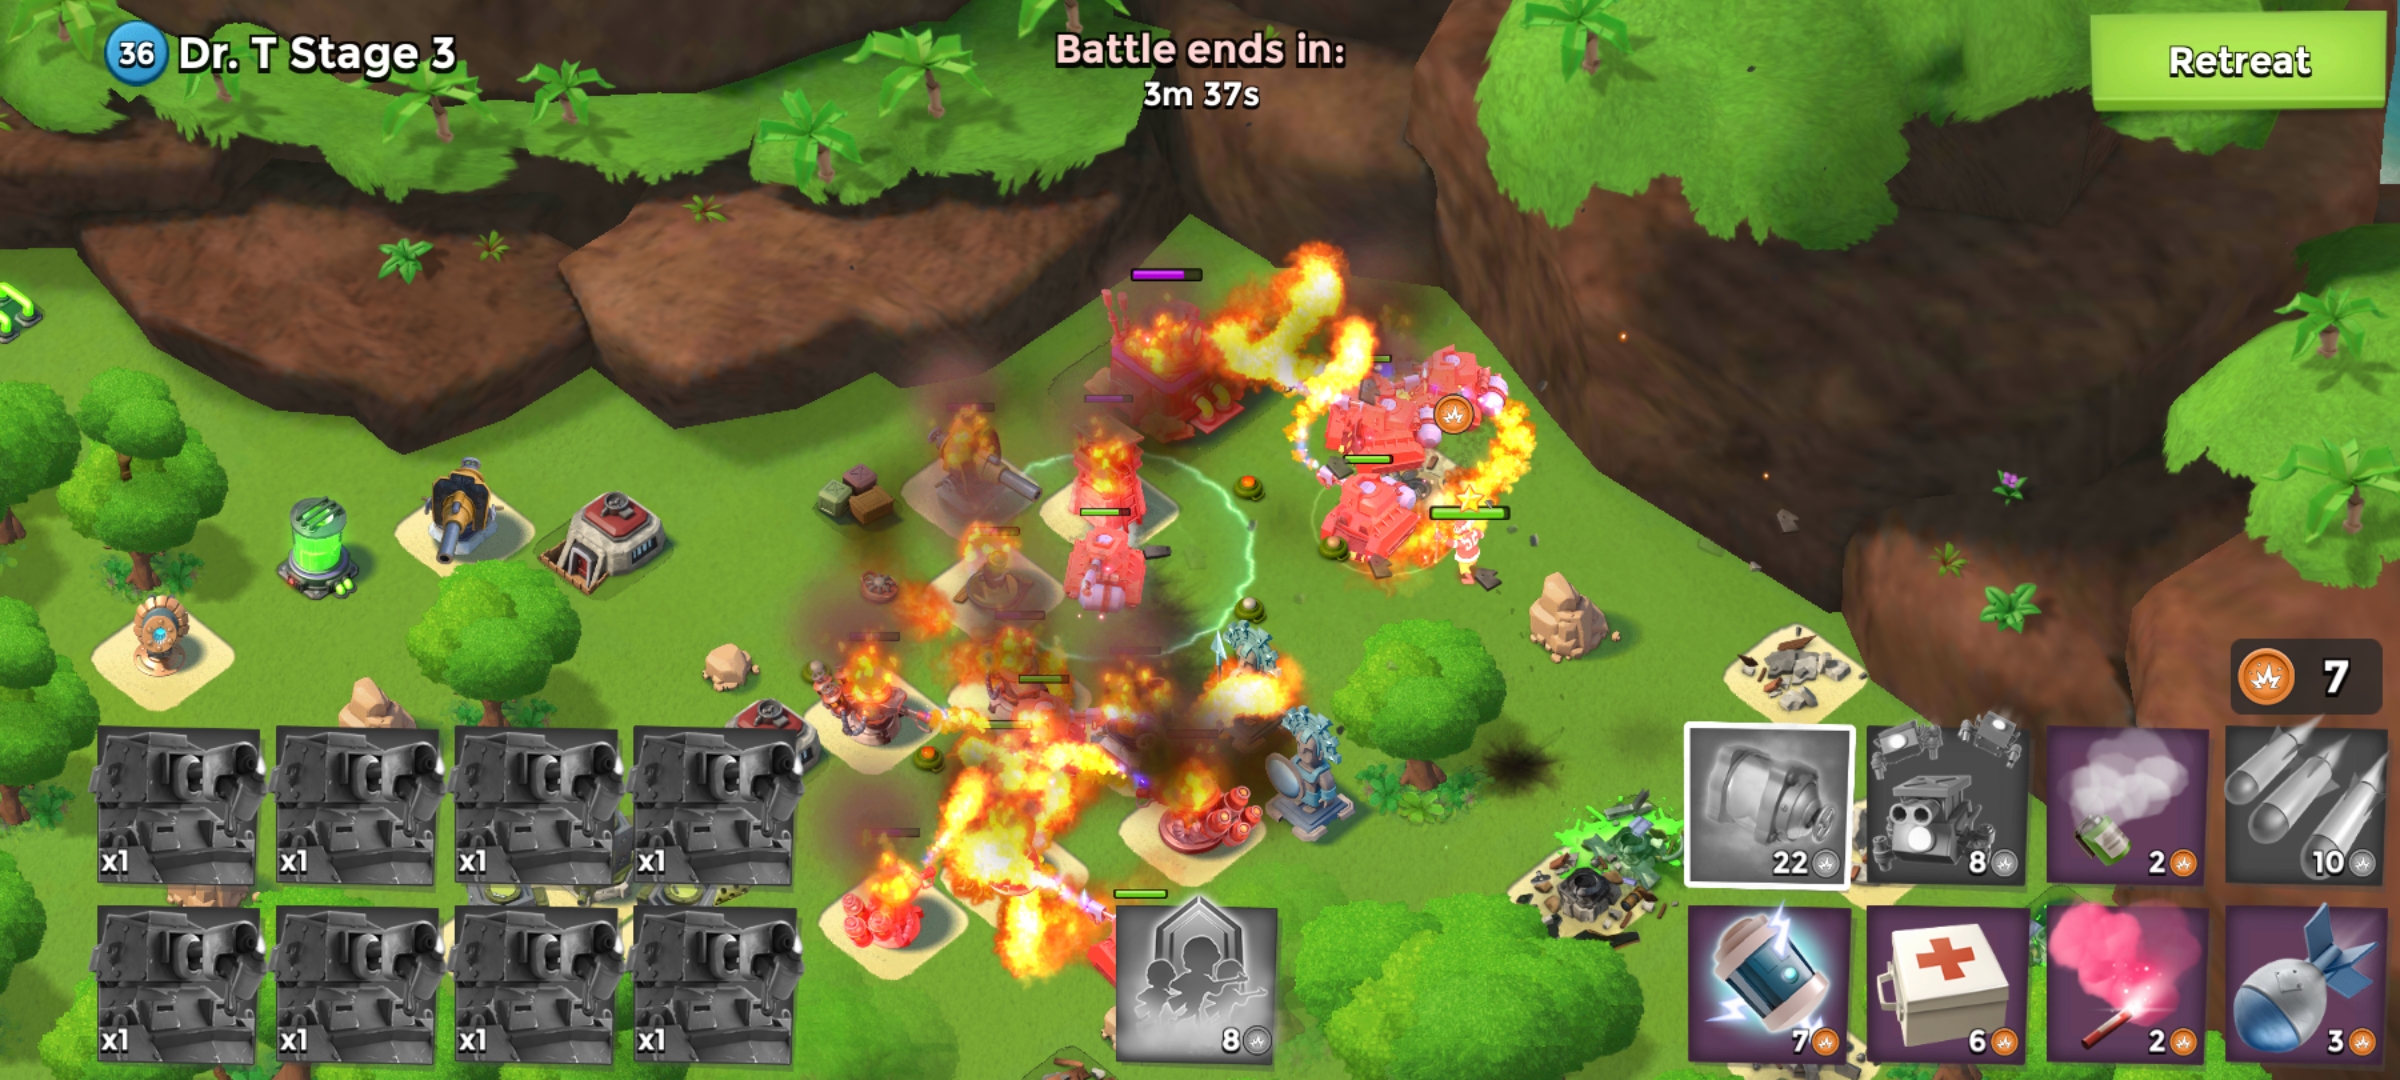 36 Dr. T Stage 3
Battle ends in:
3m 37s
Retreat
7
x1 x1 x1 x1
22 8 2 10
x1 x1 x1 x1
8
7 6 2 3